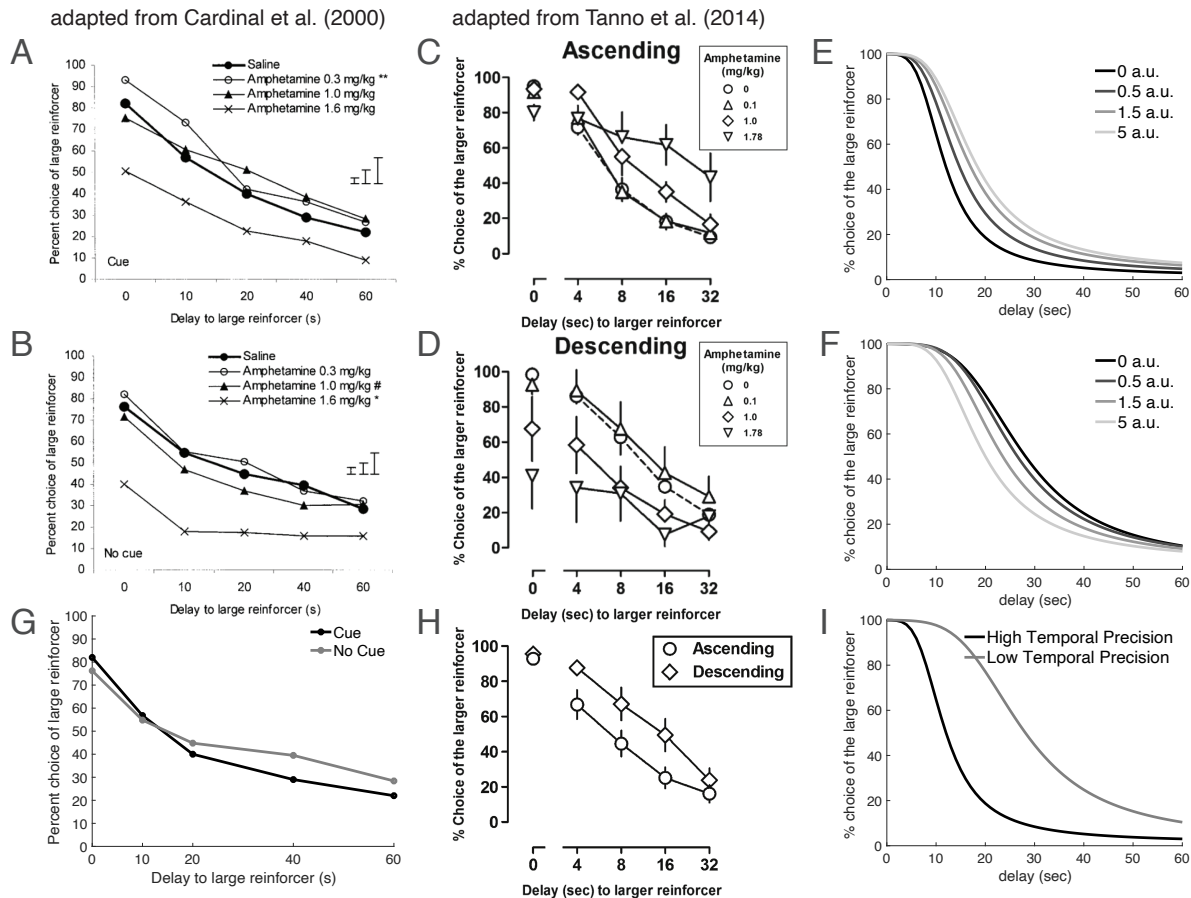 adapted from Cardinal et al. (2000)
adapted from Tanno et al. (2014)
A
Percent choice of large reinforcer
100
90
80
70
60
50
40
30
20
10
0
Saline
Amphetamine 0.3 mg/kg **
Amphetamine 1.0 mg/kg
Amphetamine 1.6 mg/kg
Cue
0 10 20 40 60
Delay to large reinforcer (s)
C
Ascending
% Choice of the larger reinforcer
100
80
60
40
20
0
Amphetamine
(mg/kg)
0
0.1
1.0
1.78
0 4 8 16 32
Delay (sec) to larger reinforcer
E
% choice of the larger reinforcer
100
80
60
40
20
0
0 a.u.
0.5 a.u.
1.5 a.u.
5 a.u.
0 10 20 30 40 50 60
delay (sec)
B
Percent choice of large reinforcer
100
90
80
70
60
50
40
30
20
10
0
Saline
Amphetamine 0.3 mg/kg
Amphetamine 1.0 mg/kg #
Amphetamine 1.6 mg/kg *
No cue
0 10 20 40 60
Delay to large reinforcer (s)
D
Descending
% Choice of the larger reinforcer
100
80
60
40
20
0
Amphetamine
(mg/kg)
0
0.1
1.0
1.78
0 4 8 16 32
Delay (sec) to larger reinforcer
F
% choice of the larger reinforcer
100
80
60
40
20
0
0 a.u.
0.5 a.u.
1.5 a.u.
5 a.u.
0 10 20 30 40 50 60
delay (sec)
G
Percent choice of large reinforcer
100
90
80
70
60
50
40
30
20
10
0
Cue
No Cue
0 10 20 40 60
Delay to large reinforcer (s)
H
% Choice of the larger reinforcer
100
80
60
40
20
0
Ascending
Descending
0 4 8 16 32
Delay (sec) to larger reinforcer
I
% choice of the larger reinforcer
100
80
60
40
20
0
High Temporal Precision
Low Temporal Precision
0 10 20 30 40 50 60
delay (sec)